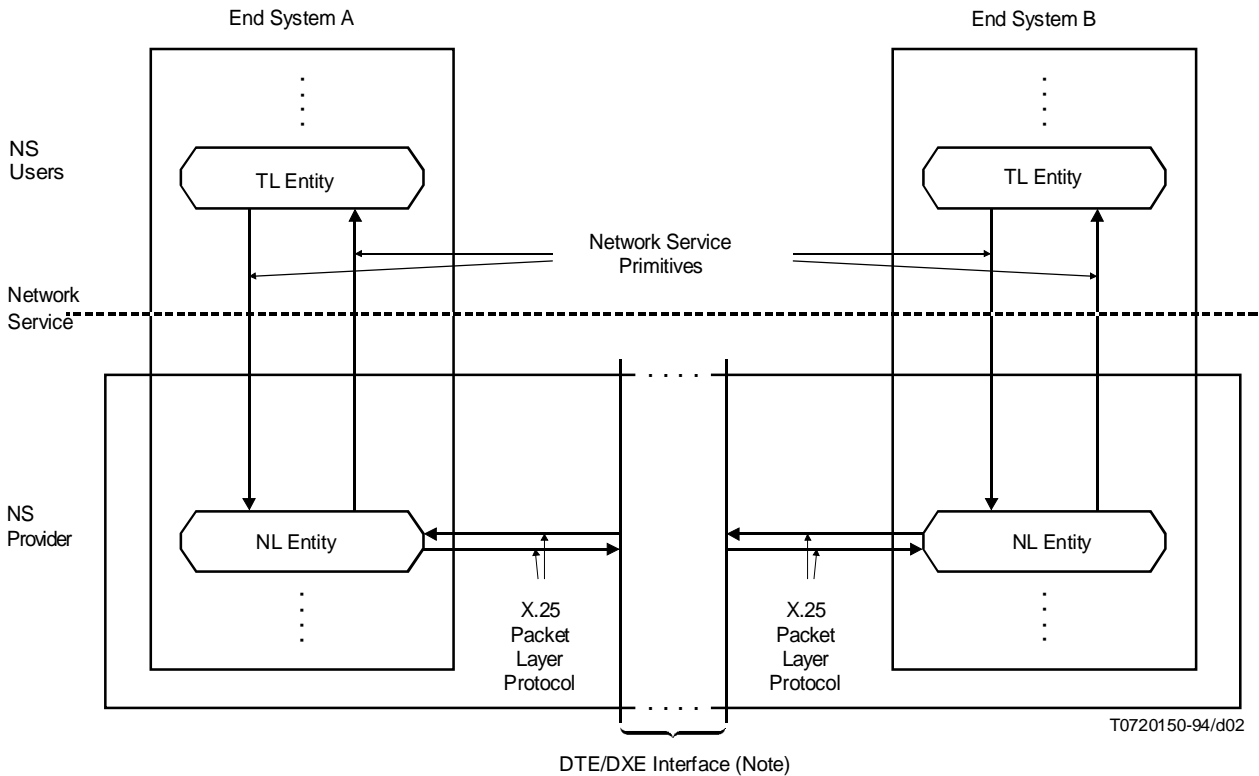 End System A
End System B
NS
Users
TL Entity
TL Entity
Network Service
Primitives
Network
Service
NS
Provider
NL Entity
NL Entity
X.25
Packet
Layer
Protocol
X.25
Packet
Layer
Protocol
T0720150-94/d02
DTE/DXE Interface (Note)